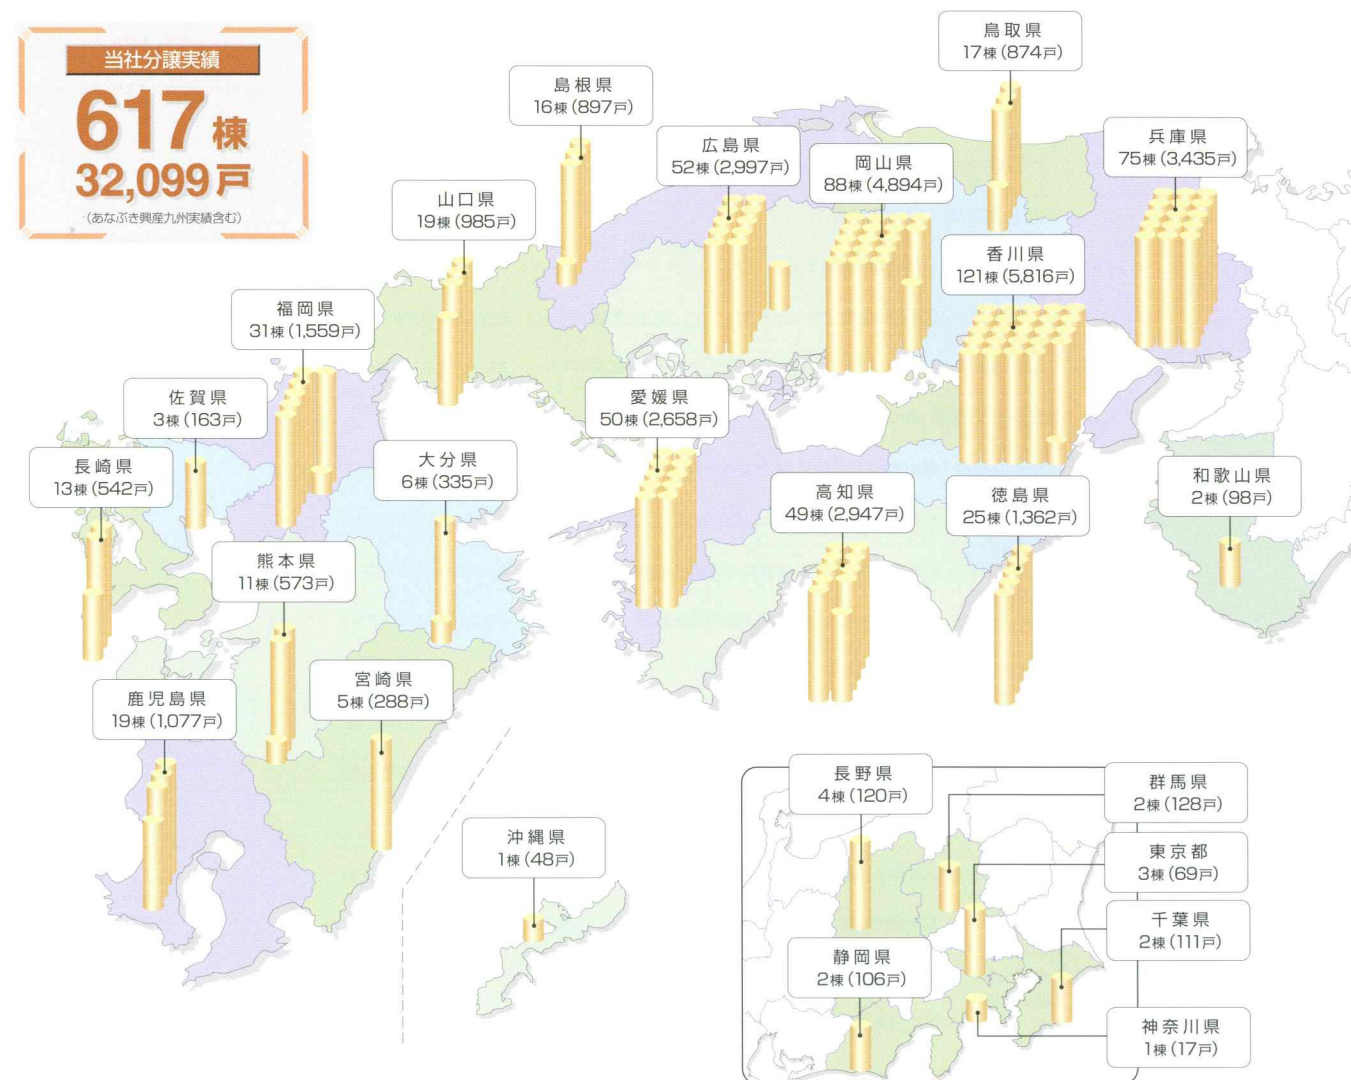 当社分譲実績
617棟
32,099戸
(あなぶき興産九州実績含む)
鳥取県
17棟(874戸)
島根県
16棟(897戸)
広島県
52棟(2,997戸)
岡山県
88棟(4,894戸)
兵庫県
75棟(3,435戸)
山口県
19棟(985戸)
香川県
121棟(5,816戸)
福岡県
31棟(1,559戸)
佐賀県
3棟(163戸)
愛媛県
50棟(2,658戸)
長崎県
13棟(542戸)
大分県
6棟(335戸)
高知県
49棟(2,947戸)
徳島県
25棟(1,362戸)
和歌山県
2棟(98戸)
熊本県
11棟(573戸)
宮崎県
5棟(288戸)
鹿児島県
19棟(1,077戸)
沖縄県
1棟(48戸)
長野県
4棟(120戸)
群馬県
2棟(128戸)
東京都
3棟(69戸)
千葉県
2棟(111戸)
静岡県
2棟(106戸)
神奈川県
1棟(17戸)